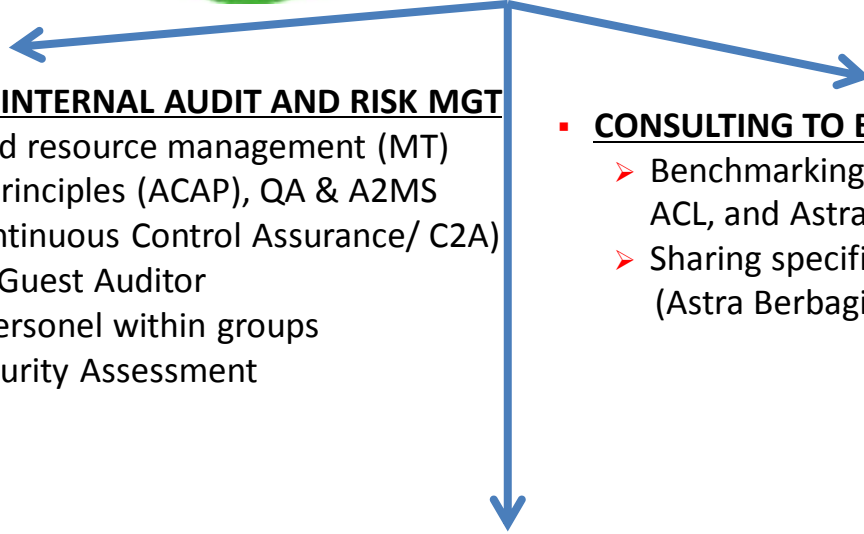 INTERNAL AUDIT AND RISK MGT
d resource management (MT)
rinciples (ACAP), QA & A2MS
ntinuous Control Assurance/ C2A)
Guest Auditor
ersonel within groups
urity Assessment
▪ CONSULTING TO E
➢ Benchmarking
ACL, and Astra
➢ Sharing specifi
(Astra Berbagi